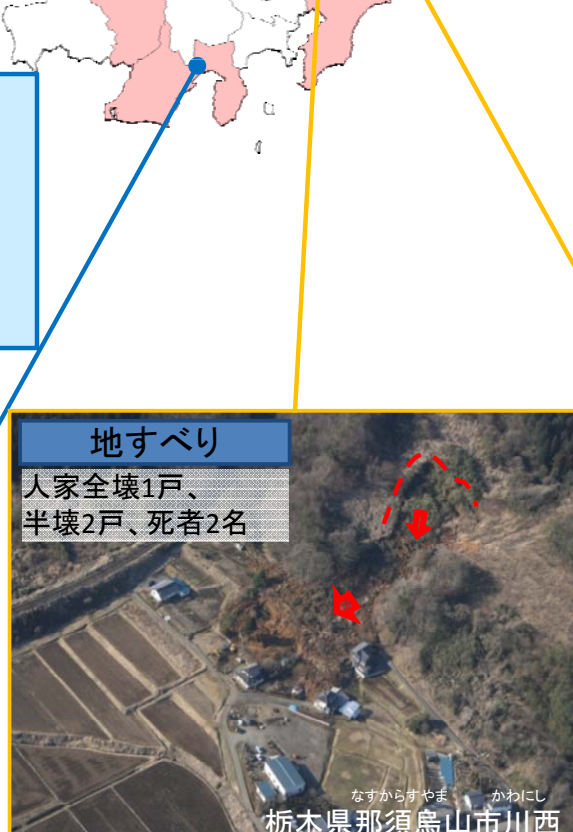 地すべり
人家全壊1戸、
半壊2戸、死者2名
なすからすやま かわにし
栃木県那須烏山市川西